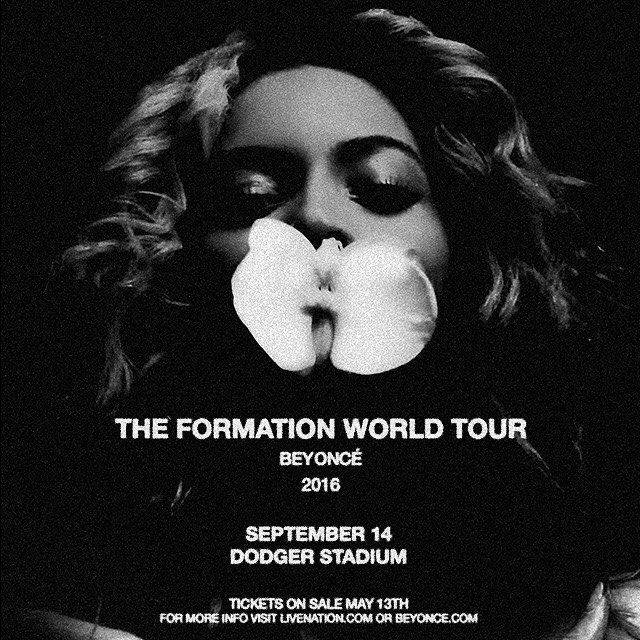 THE FORMATION WORLD TOUR
BEYONCÉ
2016
SEPTEMBER 14
DODGER STADIUM
TICKETS ON SALE MAY 13TH
FOR MORE INFO VISIT LIVENATION.COM OR BEYONCE.COM